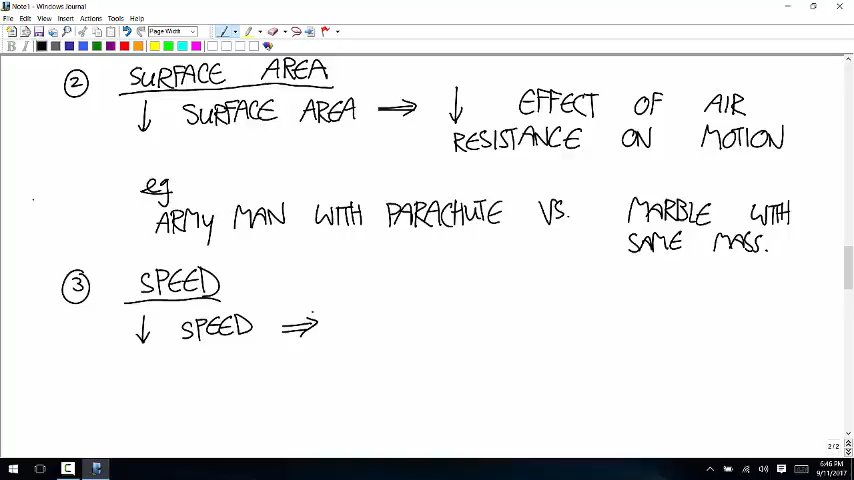 Note1 - Windows Journal
File Edit View Insert Actions Tools Help
Page Width
B I
② SURFACE AREA
↓ SURFACE AREA ⟹ ↓ EFFECT OF AIR
RESISTANCE ON MOTION
eg
ARMY MAN WITH PARACHUTE VS. MARBLE WITH
SAME MASS.
③ SPEED
↓ SPEED ⟹
2/2
6:46 PM
9/11/2017